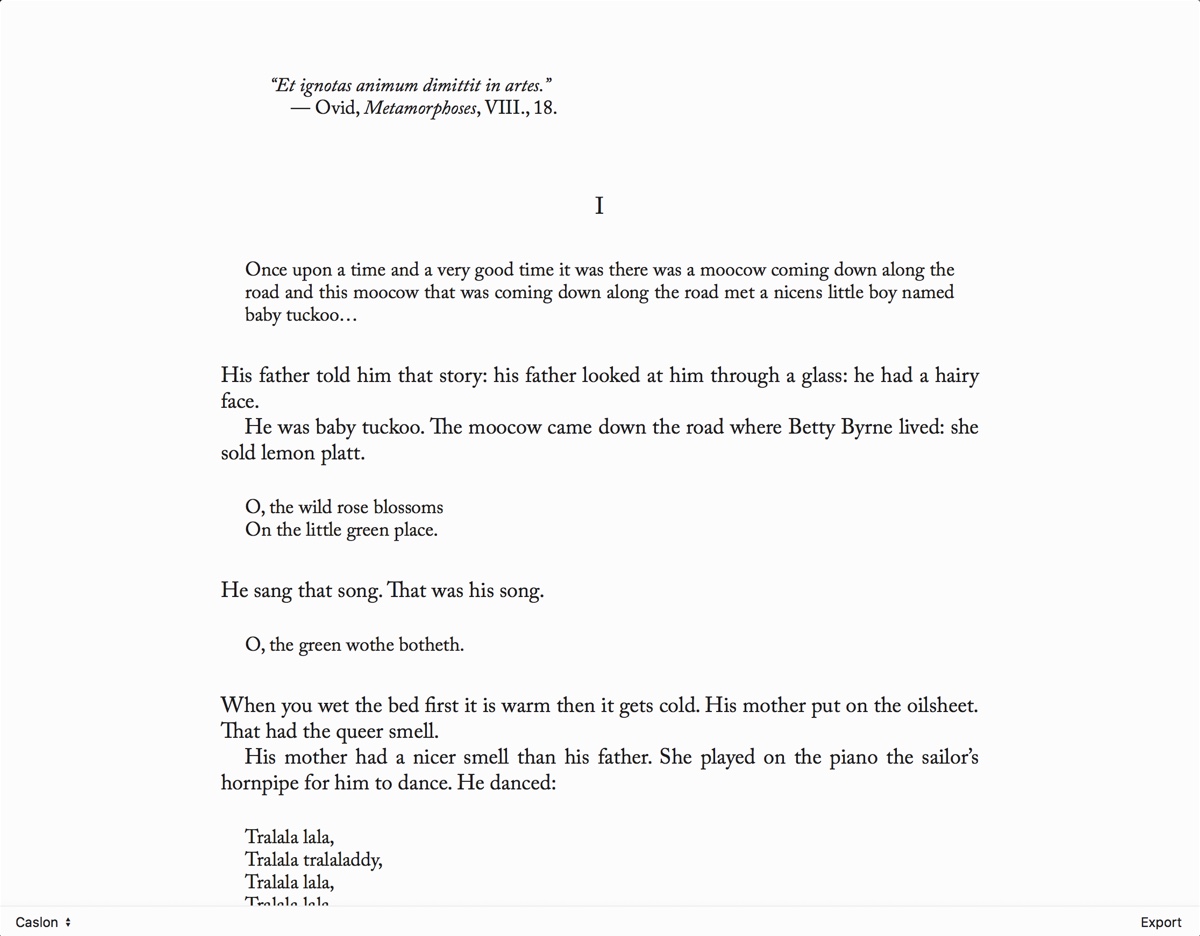 “Et ignotas animum dimittit in artes.”
— Ovid, Metamorphoses, VIII., 18.
I
Once upon a time and a very good time it was there was a moocow coming down along the
road and this moocow that was coming down along the road met a nicens little boy named
baby tuckoo…
His father told him that story: his father looked at him through a glass: he had a hairy
face.
He was baby tuckoo. The moocow came down the road where Betty Byrne lived: she
sold lemon platt.
O, the wild rose blossoms
On the little green place.
He sang that song. That was his song.
O, the green wothe botheth.
When you wet the bed first it is warm then it gets cold. His mother put on the oilsheet.
That had the queer smell.
His mother had a nicer smell than his father. She played on the piano the sailor’s
hornpipe for him to dance. He danced:
Tralala lala,
Tralala tralaladdy,
Tralala lala,
Tralala lala
Caslon
Export